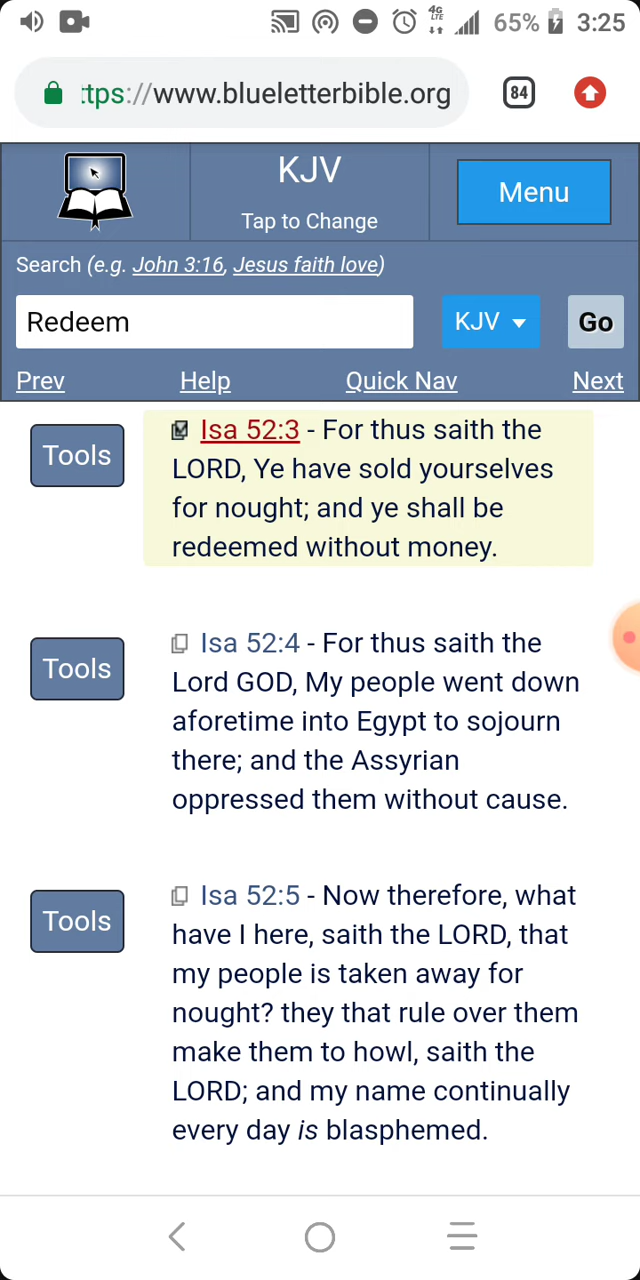 4G
LTE
65%
3:25
ttps://www.blueletterbible.org
84
KJV
Tap to Change
Menu
Search (e.g. John 3:16, Jesus faith love)
Redeem
KJV
Go
Prev
Help
Quick Nav
Next
Tools
Isa 52:3 - For thus saith the
LORD, Ye have sold yourselves
for nought; and ye shall be
redeemed without money.
Tools
Isa 52:4 - For thus saith the
Lord GOD, My people went down
aforetime into Egypt to sojourn
there; and the Assyrian
oppressed them without cause.
Tools
Isa 52:5 - Now therefore, what
have I here, saith the LORD, that
my people is taken away for
nought? they that rule over them
make them to howl, saith the
LORD; and my name continually
every day is blasphemed.